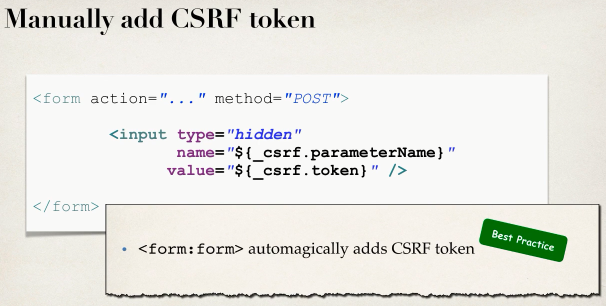 Manually add CSRF token
<form action="..." method="POST">
<input type="hidden"
name="${_csrf.parameterName}"
value="${_csrf.token}" />
</form>
• <form:form> automagically adds CSRF token
Best Practice